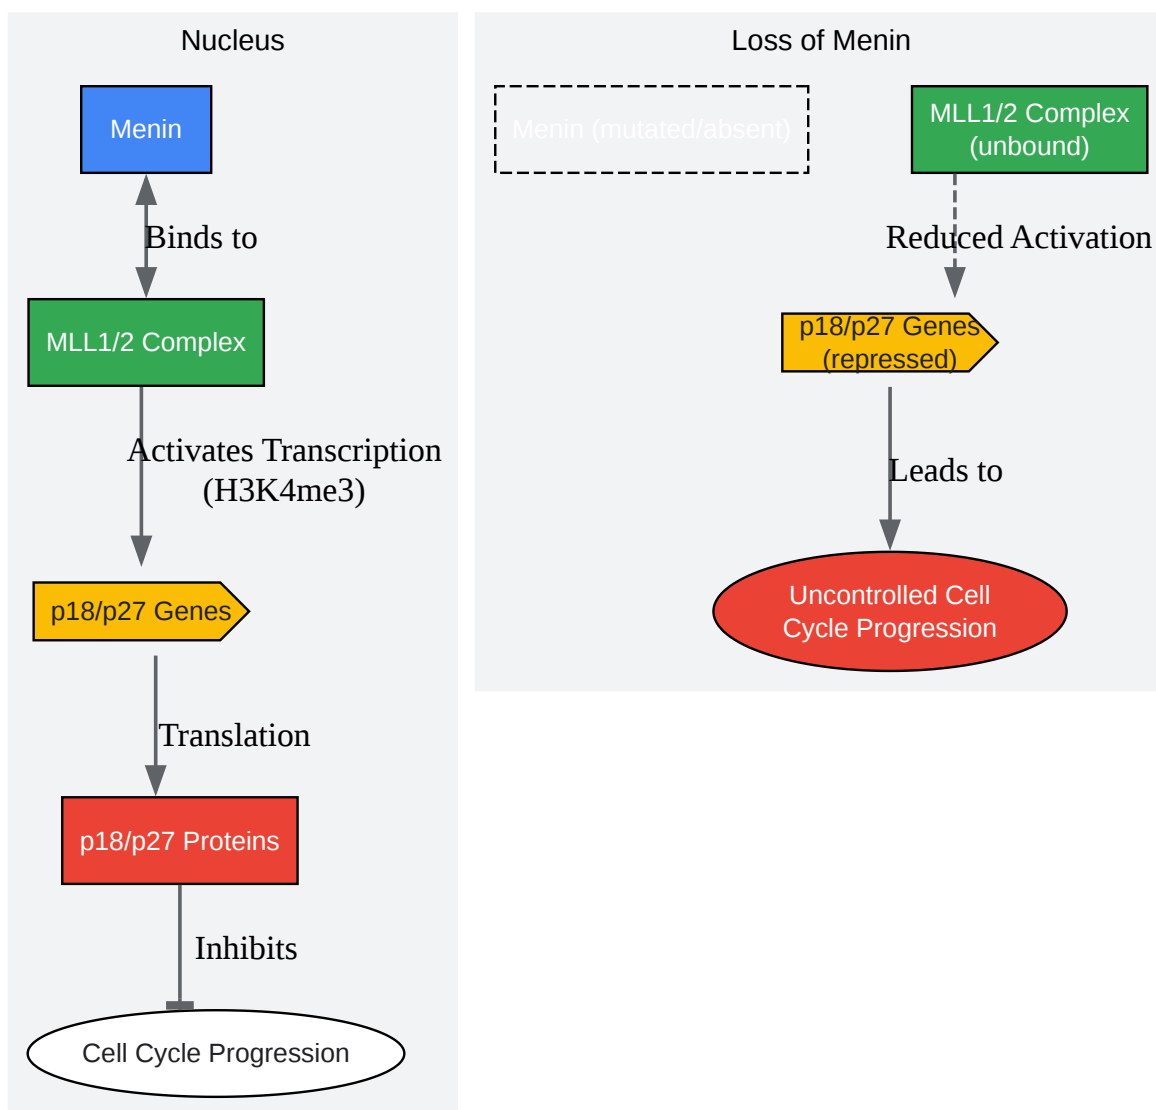 Nucleus
Menin
Binds to
MLL1/2 Complex
Activates Transcription
(H3K4me3)
p18/p27 Genes
Translation
p18/p27 Proteins
Inhibits
Cell Cycle Progression
Loss of Menin
Menin (mutated/absent)
MLL1/2 Complex
(unbound)
Reduced Activation
p18/p27 Genes
(repressed)
Leads to
Uncontrolled Cell
Cycle Progression